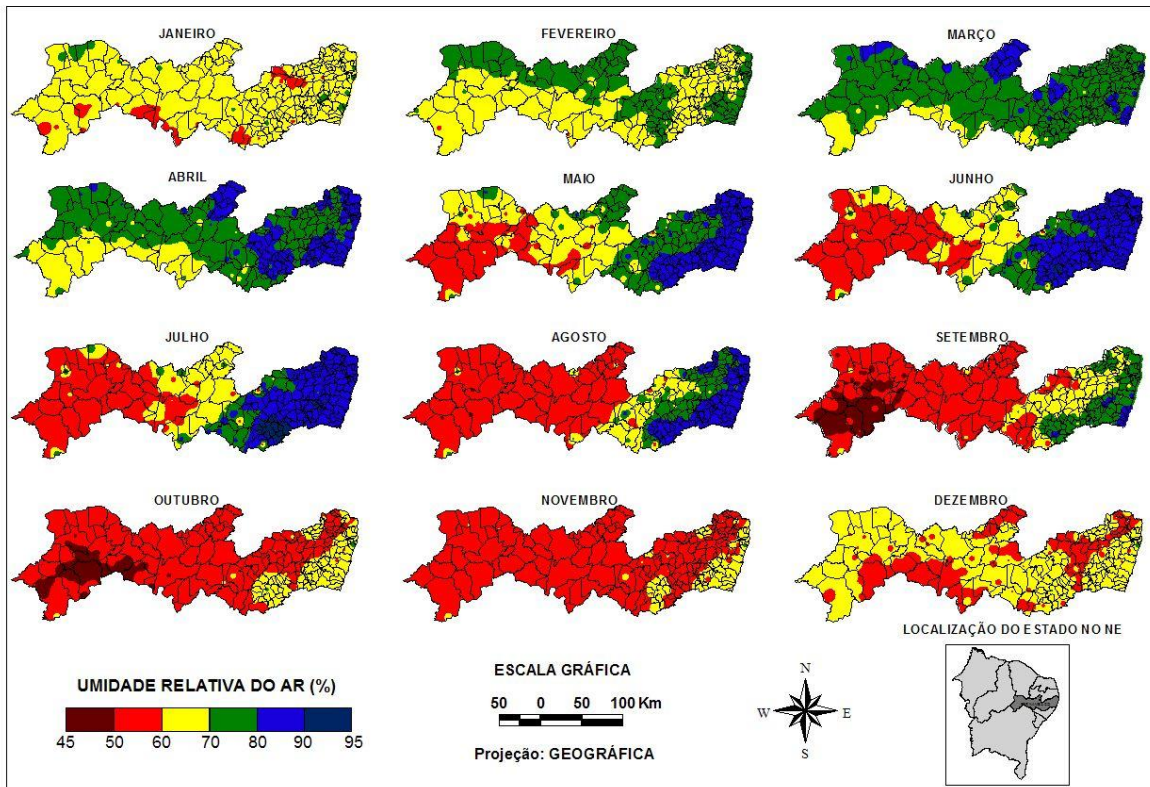 JANEIRO
FEVEREIRO
MARÇO
ABRIL
MAIO
JUNHO
JULHO
AGOSTO
SETEMBRO
OUTUBRO
NOVEMBRO
DEZEMBRO
LOCALIZAÇÃO DO ESTADO NO NE
UMIDADE RELATIVA DO AR (%)
45 50 60 70 80 90 95
ESCALA GRÁFICA
50 0 50 100 Km
Projeção: GEOGRÁFICA
N
W E
S